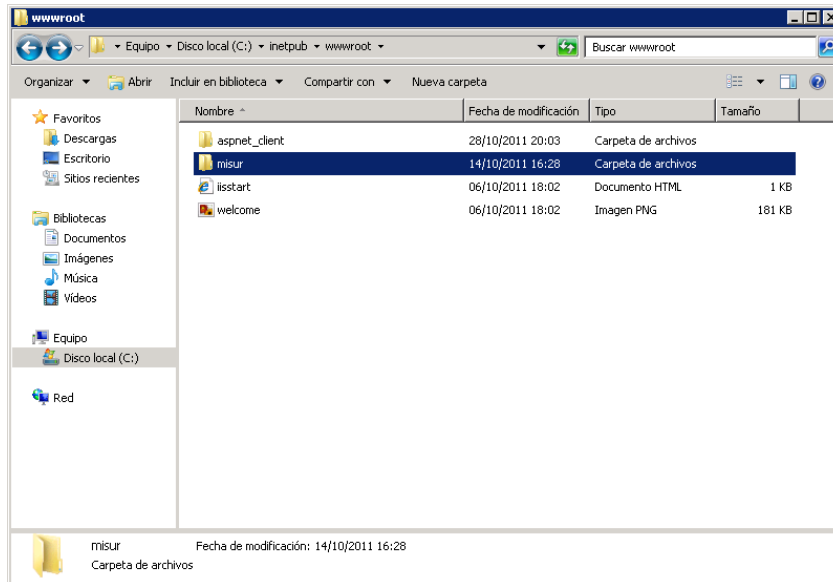 wwwroot
Equipo Disco local (C:) inetpub wwwroot Buscar wwwroot
Organizar Abrir Incluir en biblioteca Compartir con Nueva carpeta
Favoritos
Descargas
Escritorio
Sitios recientes
Bibliotecas
Documentos
Imágenes
Música
Vídeos
Equipo
Disco local (C:)
Red
Nombre Fecha de modificación Tipo Tamaño
aspnet_client 28/10/2011 20:03 Carpeta de archivos
misur 14/10/2011 16:28 Carpeta de archivos
iisstart 06/10/2011 18:02 Documento HTML 1 KB
welcome 06/10/2011 18:02 Imagen PNG 181 KB
misur Fecha de modificación: 14/10/2011 16:28
Carpeta de archivos